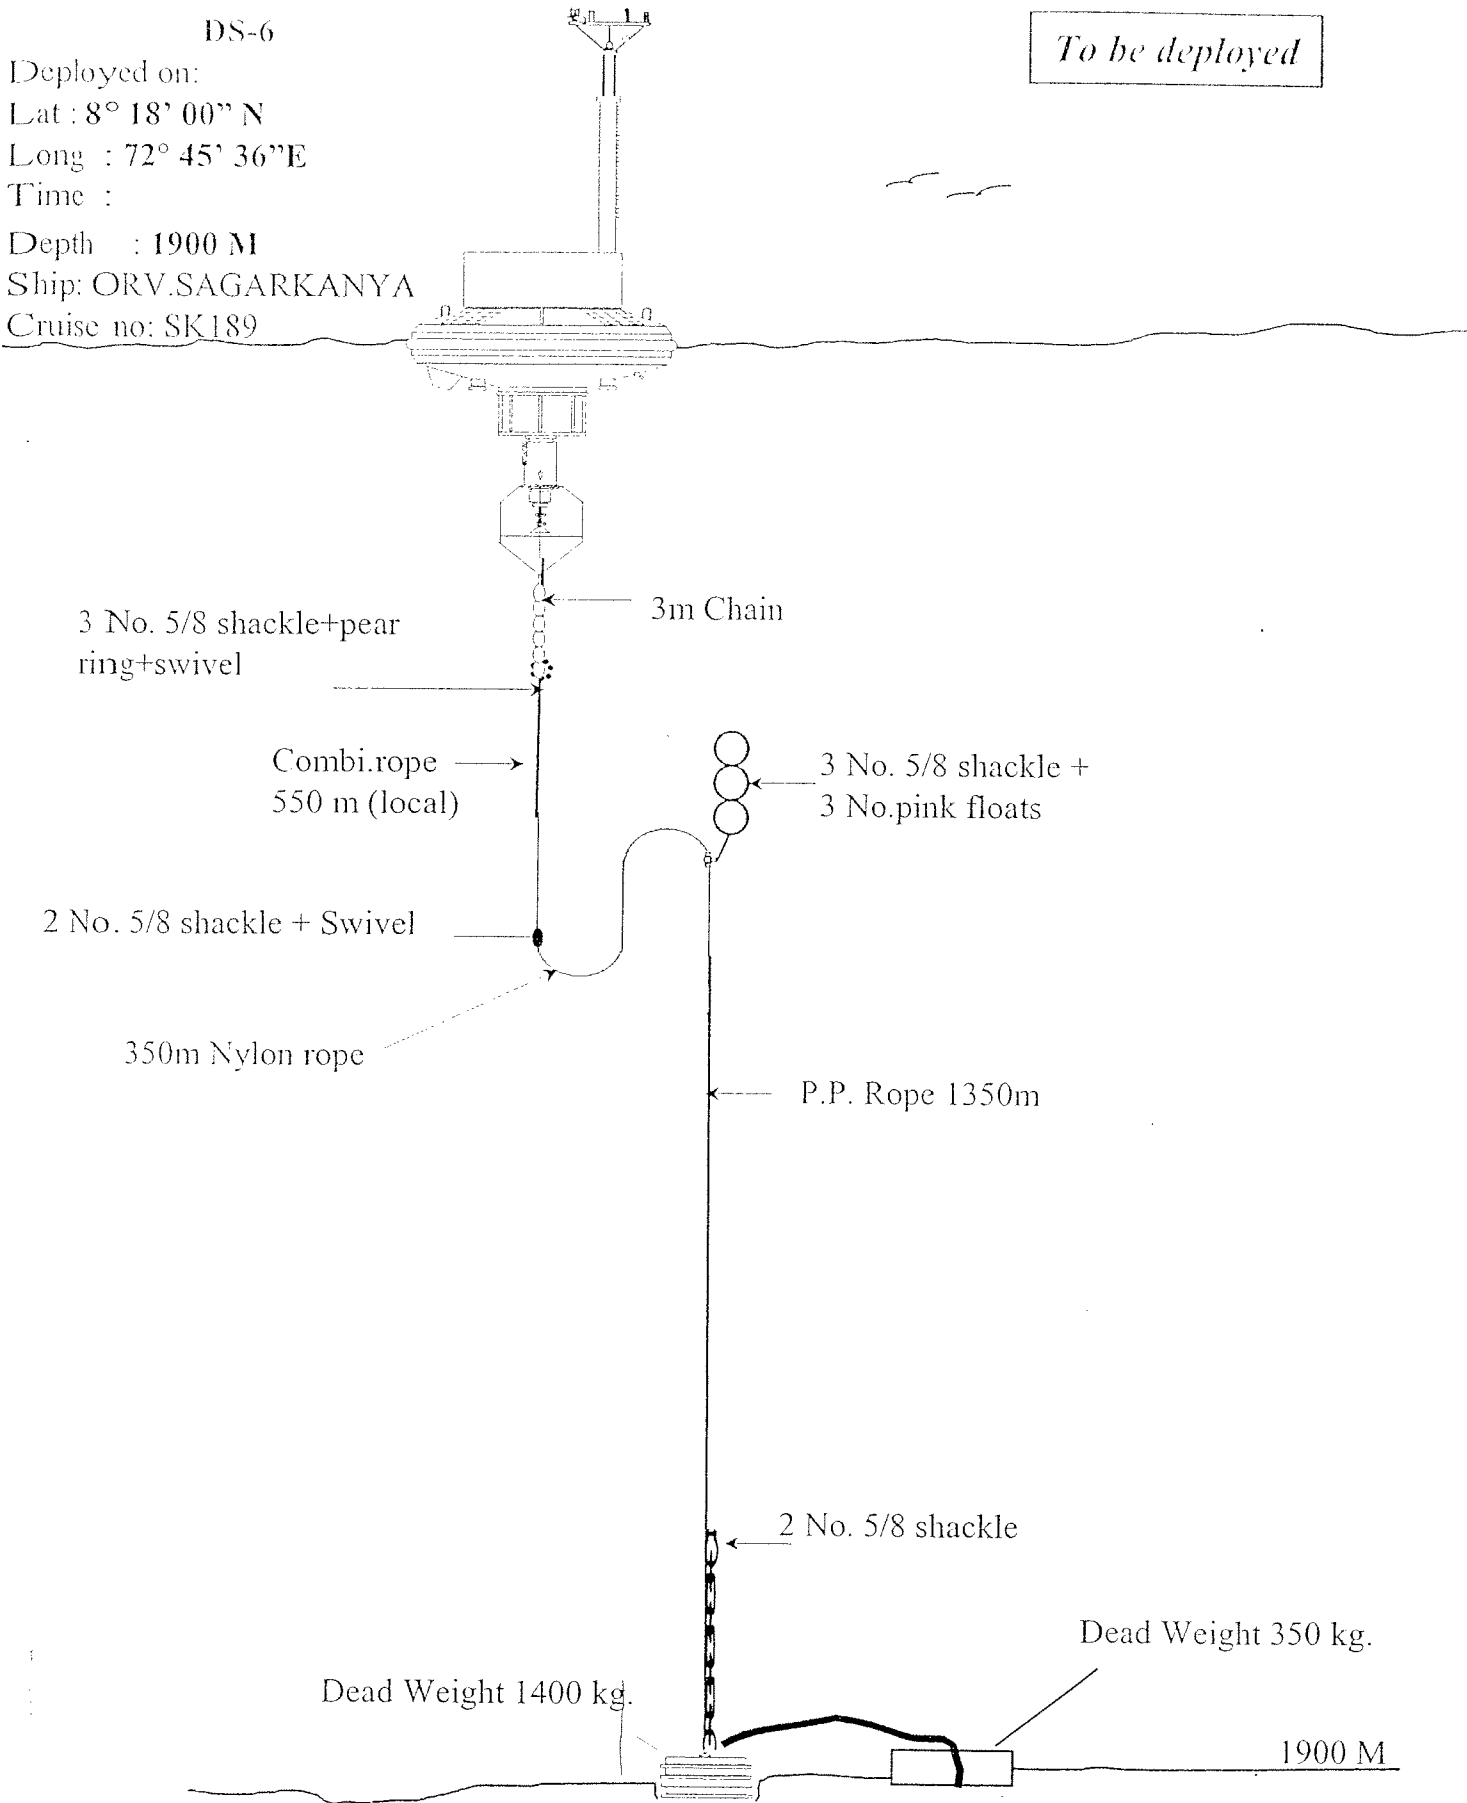 DS-6
To be deployed
Deployed on:
Lat : 8° 18’ 00” N
Long : 72° 45’ 36”E
Time :
Depth : 1900 M
Ship: ORV.SAGARKANYA
Cruise no: SK189
3m Chain
3 No. 5/8 shackle+pear
ring+swivel
Combi.rope
550 m (local)
3 No. 5/8 shackle +
3 No.pink floats
2 No. 5/8 shackle + Swivel
350m Nylon rope
P.P. Rope 1350m
2 No. 5/8 shackle
Dead Weight 350 kg.
Dead Weight 1400 kg.
1900 M